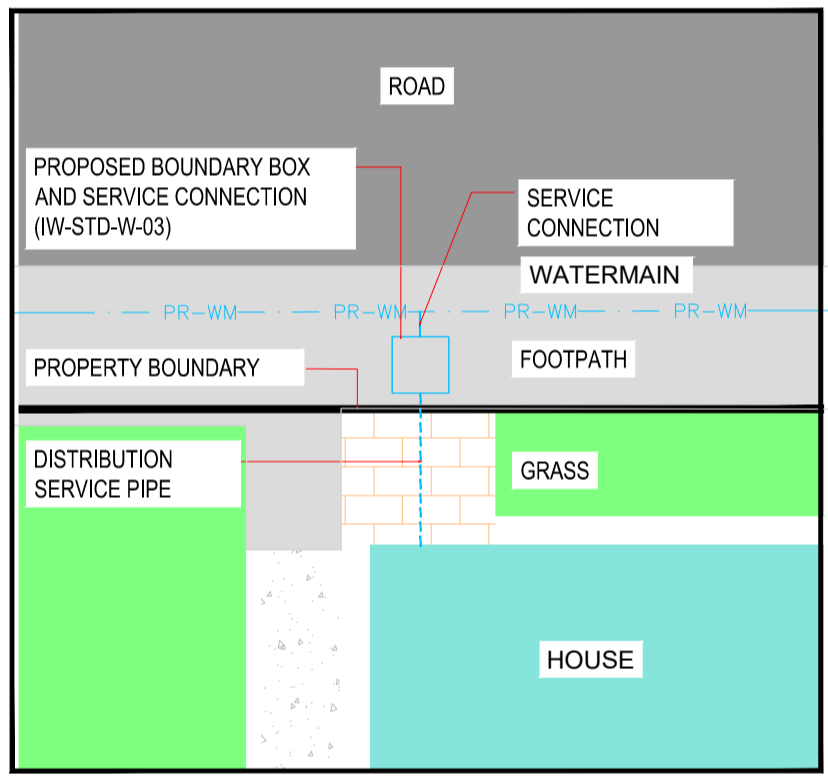 ROAD
PROPOSED BOUNDARY BOX
AND SERVICE CONNECTION
(IW-STD-W-03)
SERVICE
CONNECTION
WATERMAIN
PR-WM PR-WM PR-WM PR-WM
FOOTPATH
PROPERTY BOUNDARY
DISTRIBUTION
SERVICE PIPE
GRASS
HOUSE